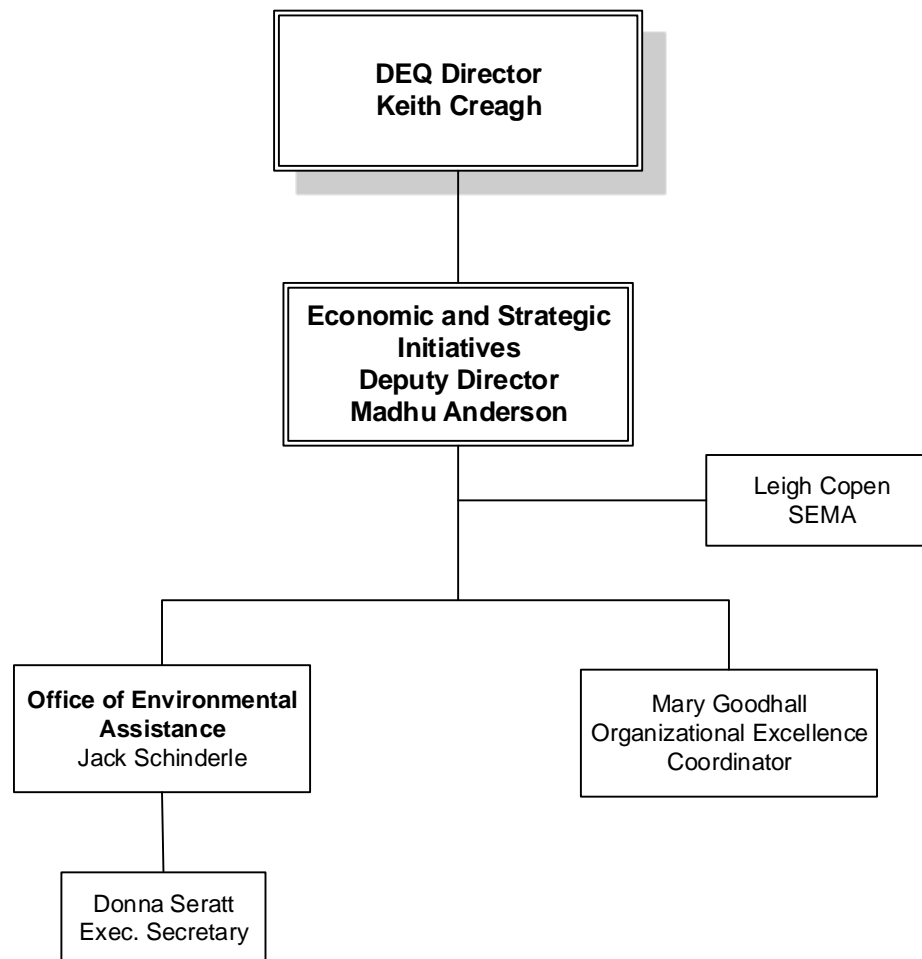 DEQ Director
Keith Creagh
Economic and Strategic
Initiatives
Deputy Director
Madhu Anderson
Leigh Copen
SEMA
Office of Environmental
Assistance
Jack Schinderle
Mary Goodhall
Organizational Excellence
Coordinator
Donna Seratt
Exec. Secretary